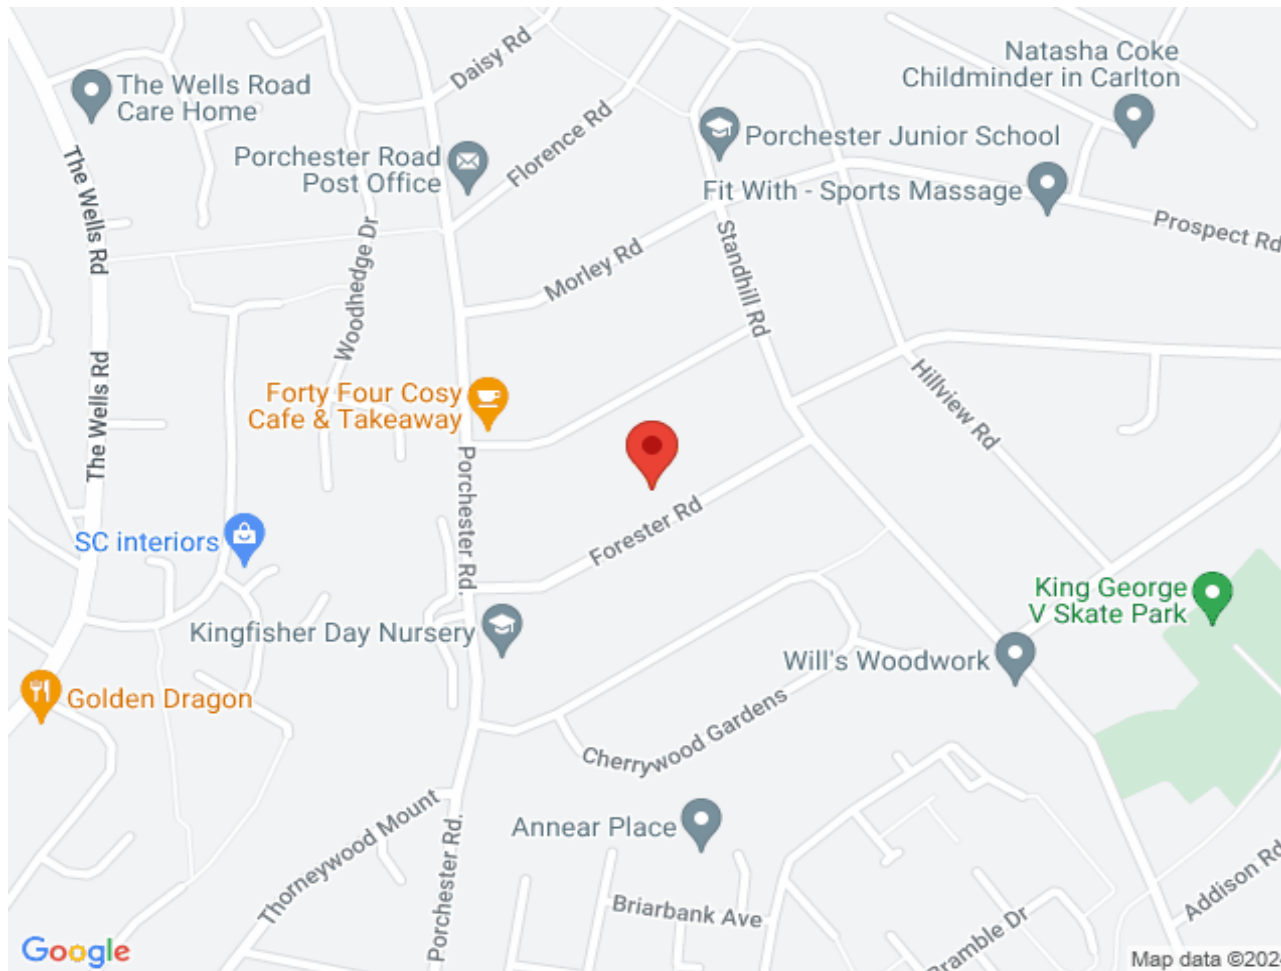 Daisy Rd
Natasha Coke
Childminder in Carlton
The Wells Road
Care Home
Florence Rd
Porchester Junior School
Porchester Road
Post Office
Fit With - Sports Massage
The Wells Rd
Prospect Rd
Woodhedge Dr
Morley Rd
Standhill Rd
The Wells Rd
Forty Four Cosy
Cafe & Takeaway
Hillview Rd
Porchester Rd.
Forester Rd
SC interiors
King George
V Skate Park
Kingfisher Day Nursery
Will's Woodwork
Golden Dragon
Cherrywood Gardens
Thorneywood Mount
Porchester Rd.
Annear Place
Briarbank Ave
Addison Rd
Bramble Dr
Google
Map data ©202